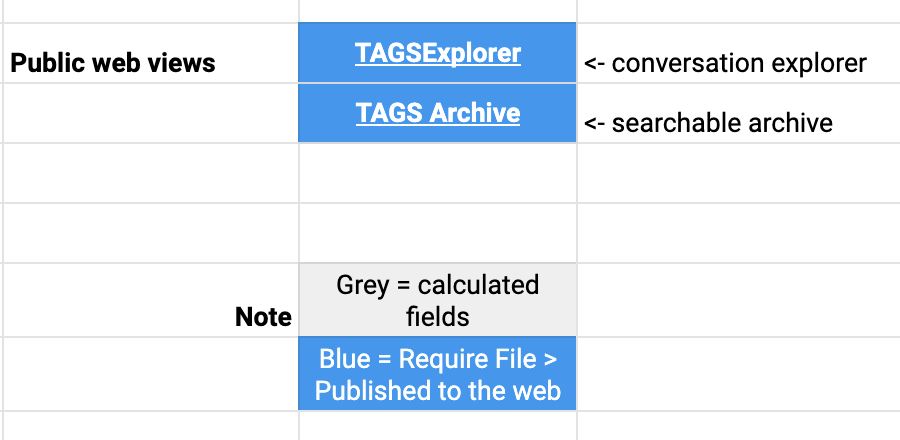 Public web views
TAGSExplorer
<- conversation explorer
TAGS Archive
<- searchable archive
Note
Grey = calculated
fields
Blue = Require File >
Published to the web